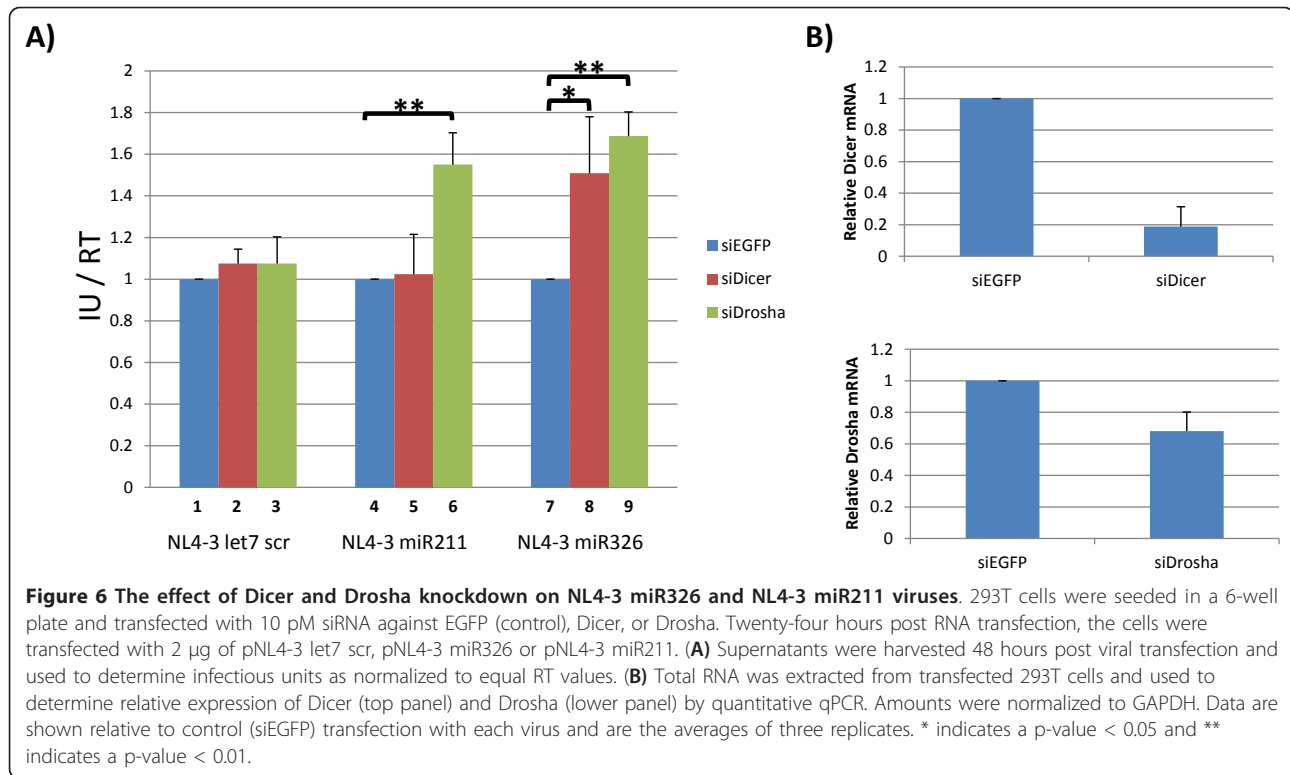 A)
B)
2
1.8
1.6
1.4
1.2
1
0.8
0.6
0.4
0.2
0
IU / RT
**
*
**
1 2 3 4 5 6 7 8 9
NL4-3 let7 scr NL4-3 miR211 NL4-3 miR326
siEGFP
siDicer
siDrosha
Relative Dicer mRNA
1.2
1
0.8
0.6
0.4
0.2
0
siEGFP siDicer
Relative Drosha mRNA
1.2
1
0.8
0.6
0.4
0.2
0
siEGFP siDrosha
Figure 6 The effect of Dicer and Drosha knockdown on NL4-3 miR326 and NL4-3 miR211 viruses. 293T cells were seeded in a 6-well
plate and transfected with 10 pM siRNA against EGFP (control), Dicer, or Drosha. Twenty-four hours post RNA transfection, the cells were
transfected with 2 μg of pNL4-3 let7 scr, pNL4-3 miR326 or pNL4-3 miR211. (A) Supernatants were harvested 48 hours post viral transfection and
used to determine infectious units as normalized to equal RT values. (B) Total RNA was extracted from transfected 293T cells and used to
determine relative expression of Dicer (top panel) and Drosha (lower panel) by quantitative qPCR. Amounts were normalized to GAPDH. Data are
shown relative to control (siEGFP) transfection with each virus and are the averages of three replicates. * indicates a p-value < 0.05 and **
indicates a p-value < 0.01.